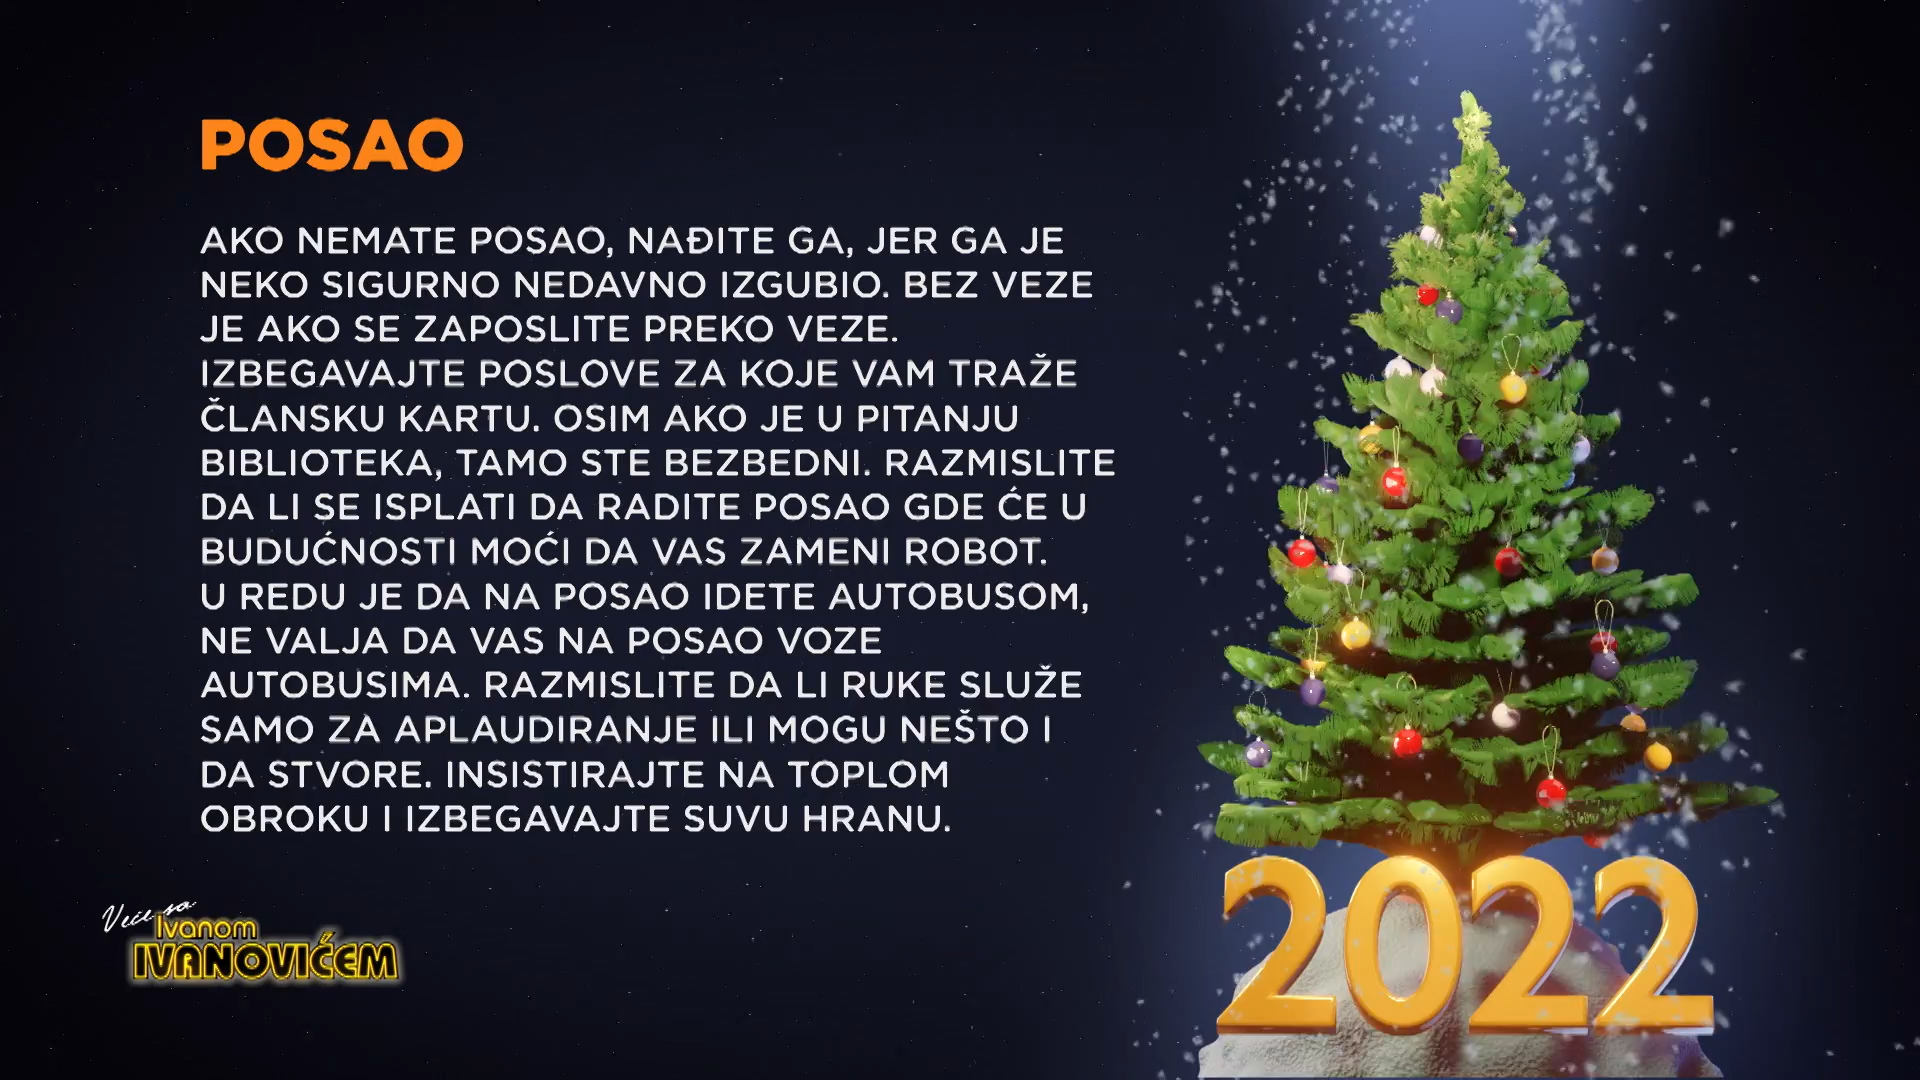 POSAO
AKO NEMATE POSAO, NAĐITE GA, JER GA JE
NEKO SIGURNO NEDAVNO IZGUBIO. BEZ VEZE
JE AKO SE ZAPOSLITE PREKO VEZE.
IZBEGAVAJTE POSLOVE ZA KOJE VAM TRAŽE
ČLANSKU KARTU. OSIM AKO JE U PITANJU
BIBLIOTEKA, TAMO STE BEZBEDNI. RAZMISLITE
DA LI SE ISPLATI DA RADITE POSAO GDE ĆE U
BUDUĆNOSTI MOĆI DA VAS ZAMENI ROBOT.
U REDU JE DA NA POSAO IDETE AUTOBUSOM,
NE VALJA DA VAS NA POSAO VOZE
AUTOBUSIMA. RAZMISLITE DA LI RUKE SLUŽE
SAMO ZA APLAUDIRANJE ILI MOGU NEŠTO I
DA STVORE. INSISTIRAJTE NA TOPLOM
OBROKU I IZBEGAVAJTE SUVU HRANU.
Veče sa
Ivanom
IVANOVIĆEM
2022